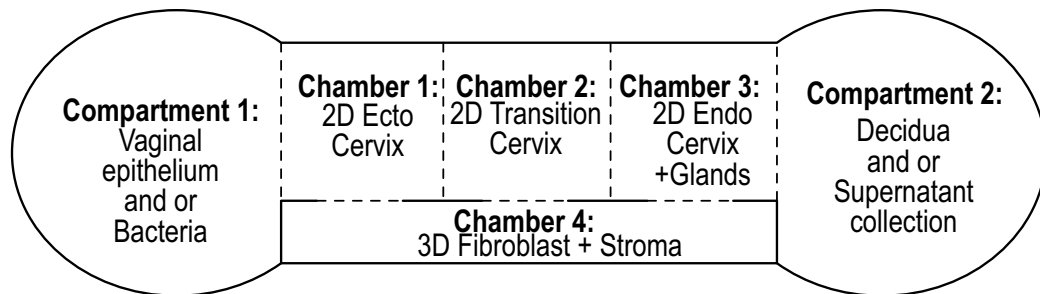 Compartment 1:
Vaginal
epithelium
and or
Bacteria
Chamber 1:
2D Ecto
Cervix
Chamber 2:
2D Transition
Cervix
Chamber 3:
2D Endo
Cervix
+Glands
Chamber 4:
3D Fibroblast + Stroma
Compartment 2:
Decidua
and or
Supernatant
collection